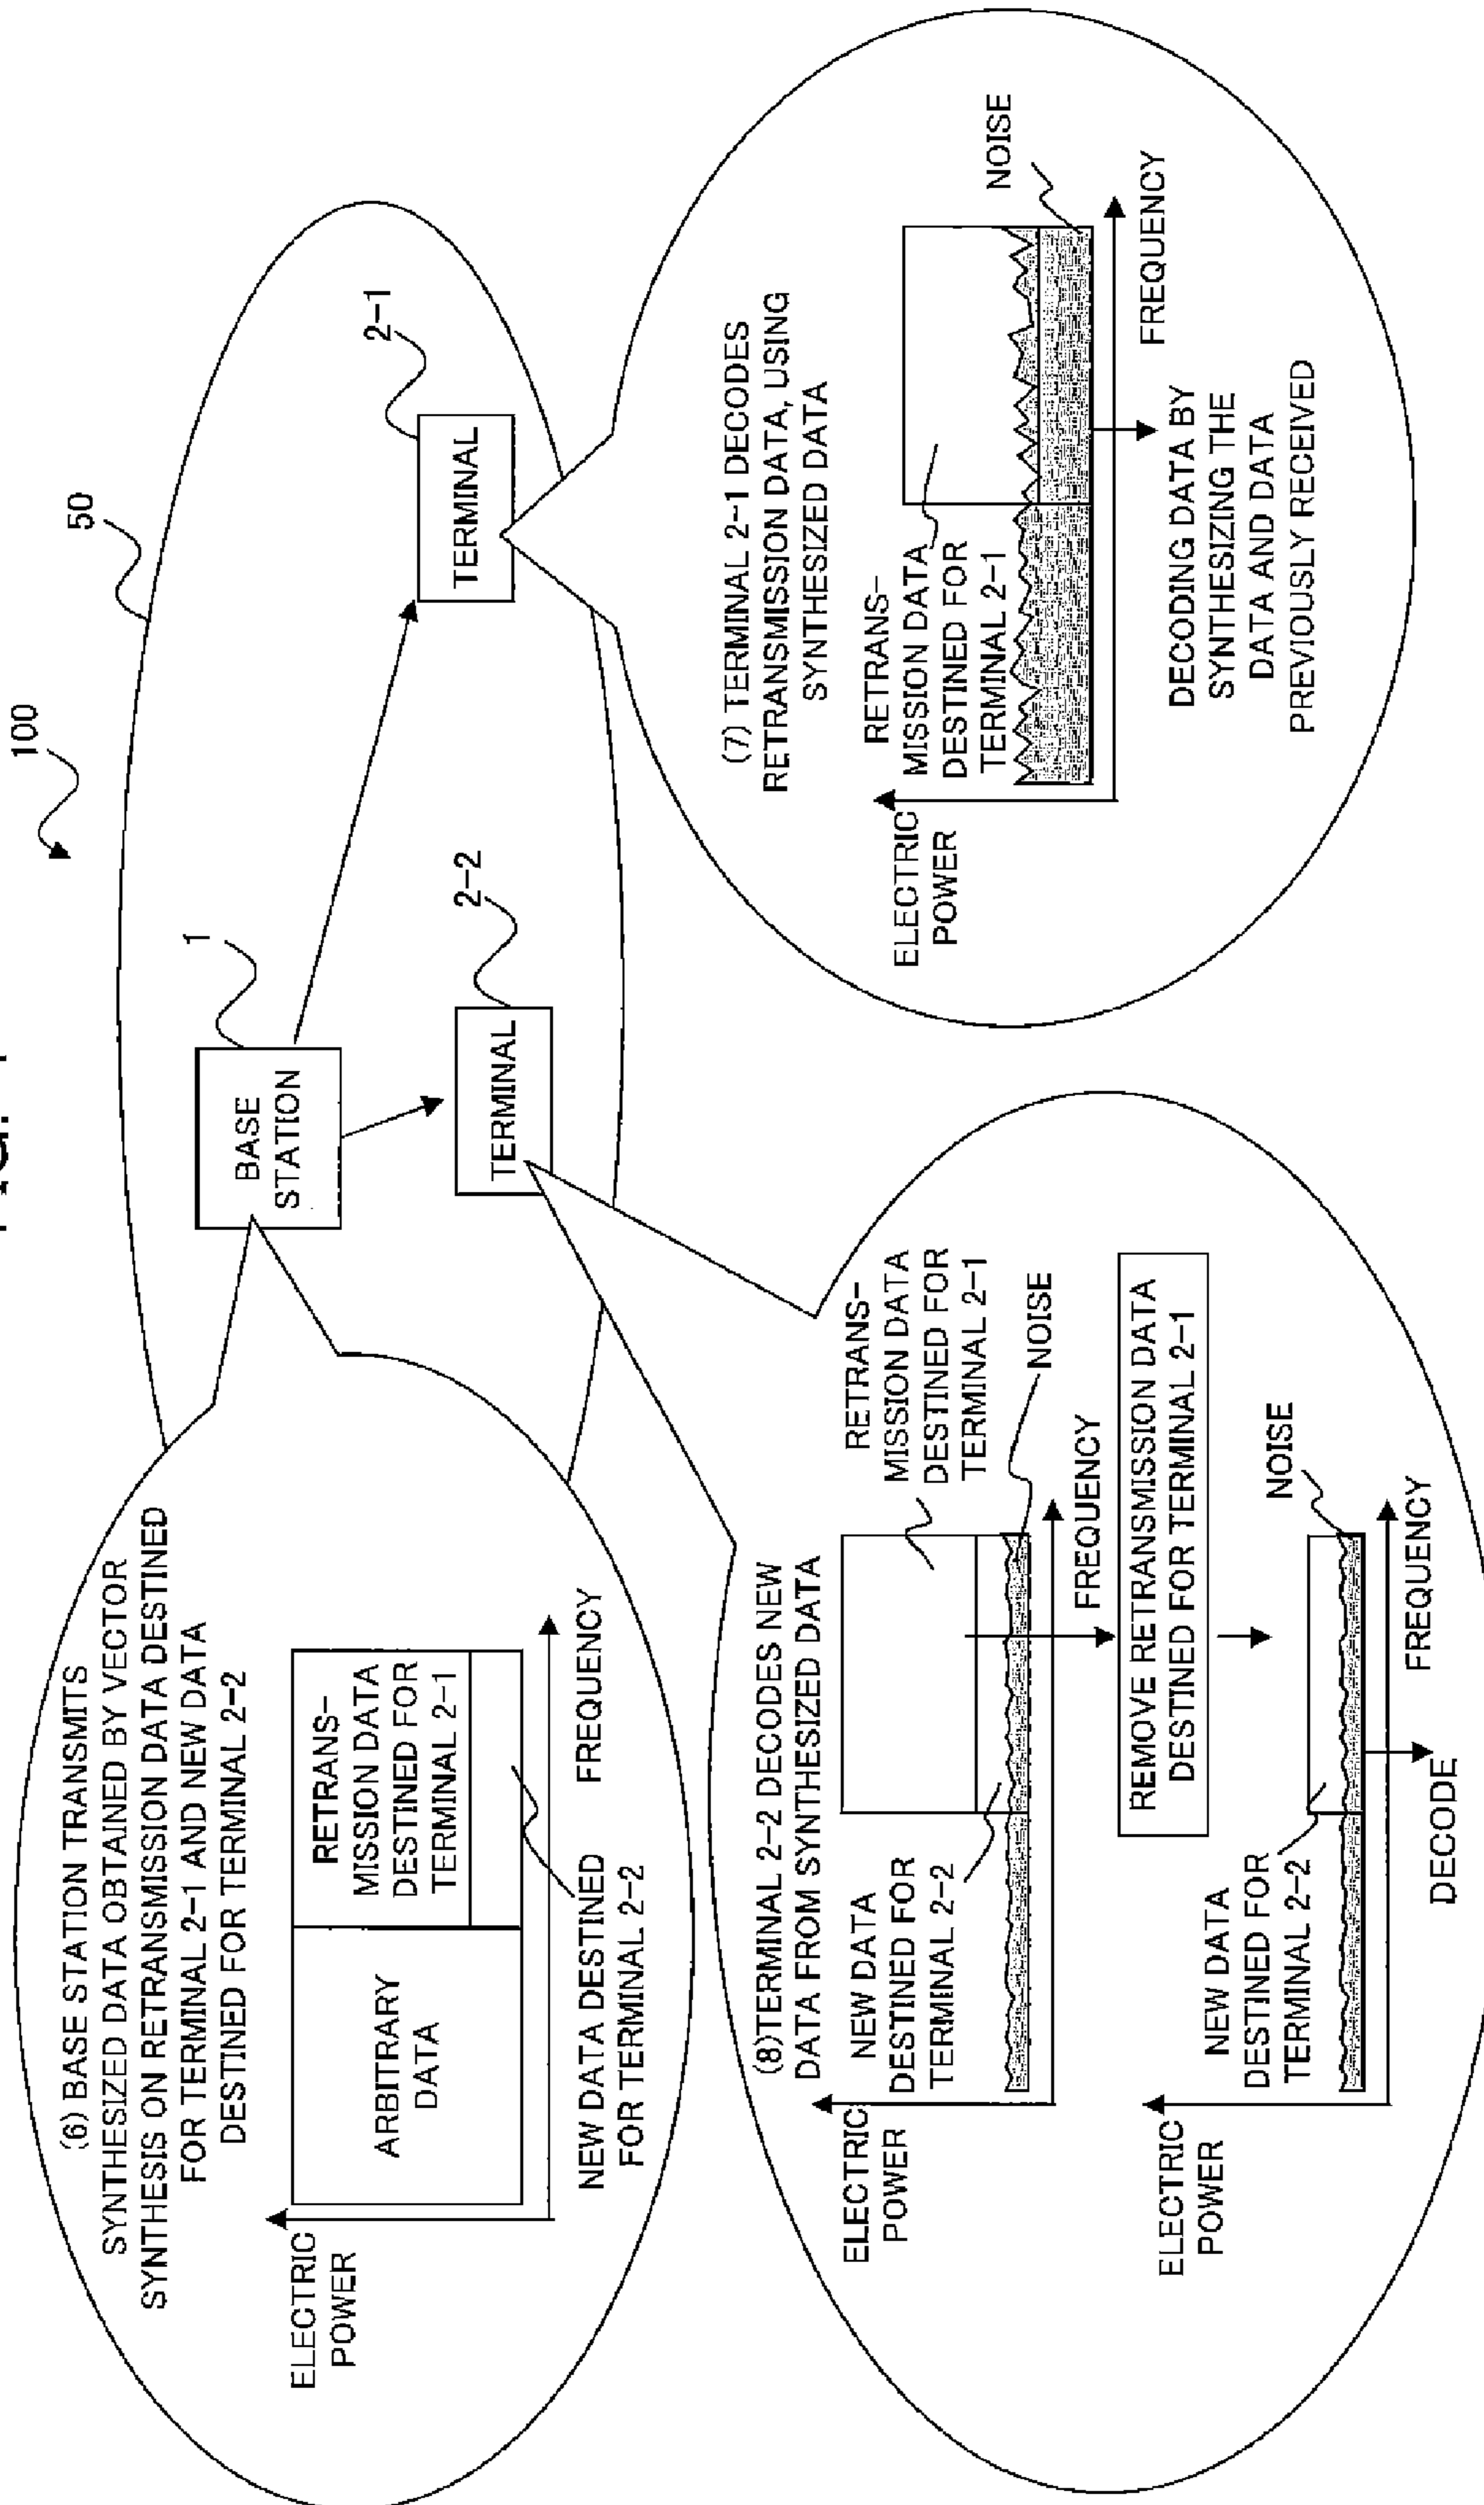 100
50
1
BASE
STATION
2-1
TERMINAL
2-2
TERMINAL
(6) BASE STATION TRANSMITS
SYNTHESIZED DATA OBTAINED BY VECTOR
SYNTHESIS ON RETRANSMISSION DATA DESTINED
FOR TERMINAL 2-1 AND NEW DATA
DESTINED FOR TERMINAL 2-2
ELECTRIC
POWER
ARBITRARY
DATA
RETRANS-
MISSION DATA
DESTINED FOR
TERMINAL 2-1
FREQUENCY
NEW DATA DESTINED
FOR TERMINAL 2-2
(7) TERMINAL 2-1 DECODES
RETRANSMISSION DATA, USING
SYNTHESIZED DATA
RETRANS-
MISSION DATA
DESTINED FOR
TERMINAL 2-1
NOISE
ELECTRIC
POWER
FREQUENCY
DECODING DATA BY
SYNTHESIZING THE
DATA AND DATA
PREVIOUSLY RECEIVED
(8)TERMINAL 2-2 DECODES NEW
DATA FROM SYNTHESIZED DATA
RETRANS-
MISSION DATA
DESTINED FOR
TERMINAL 2-1
NOISE
NEW DATA
DESTINED FOR
TERMINAL 2-2
ELECTRIC
POWER
FREQUENCY
REMOVE RETRANSMISSION DATA
DESTINED FOR TERMINAL 2-1
NOISE
NEW DATA
DESTINED FOR
TERMINAL 2-2
ELECTRIC
POWER
FREQUENCY
DECODE